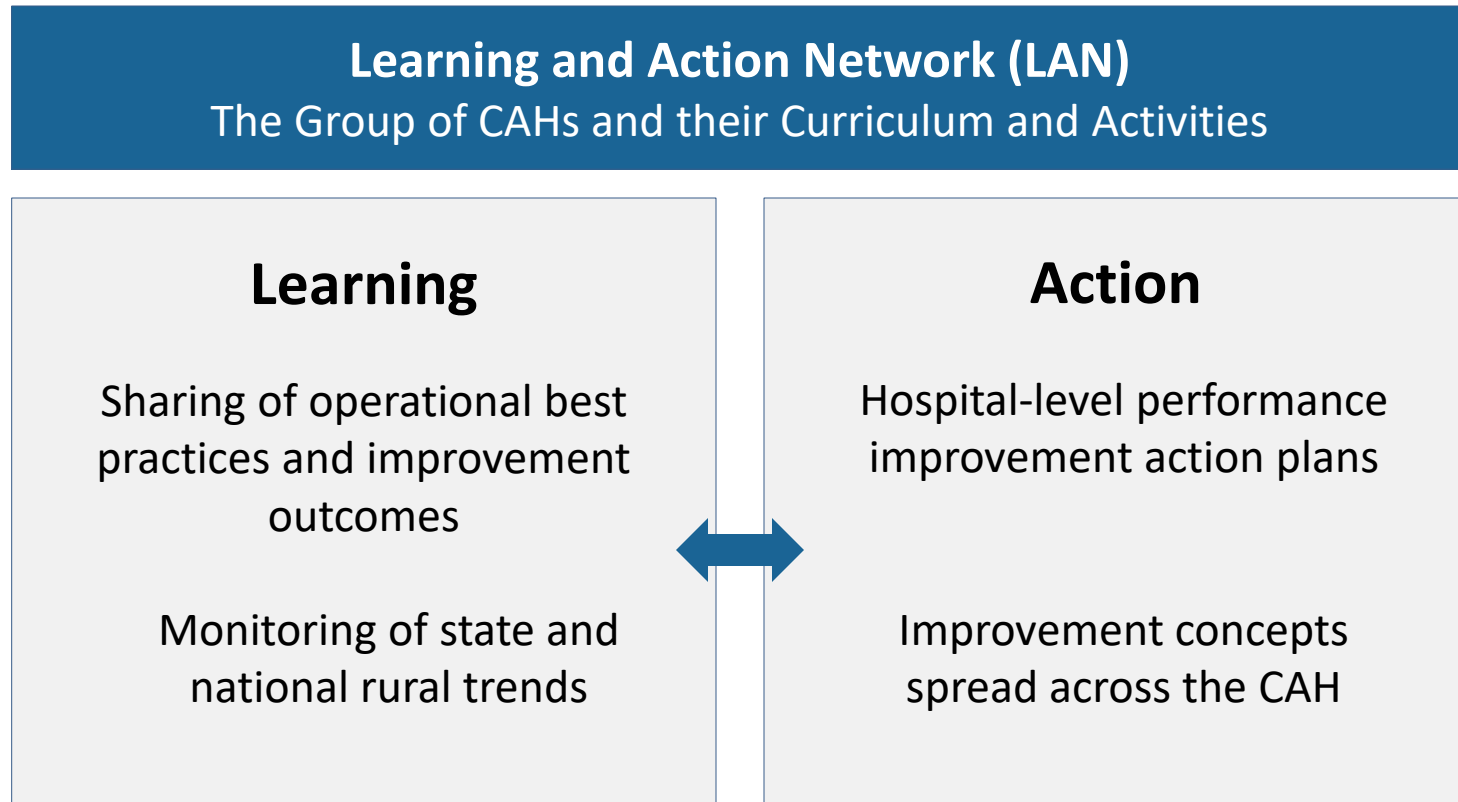 Learning and Action Network (LAN)
The Group of CAHs and their Curriculum and Activities
Learning
Sharing of operational best
practices and improvement
outcomes
Monitoring of state and
national rural trends
Action
Hospital-level performance
improvement action plans
Improvement concepts
spread across the CAH